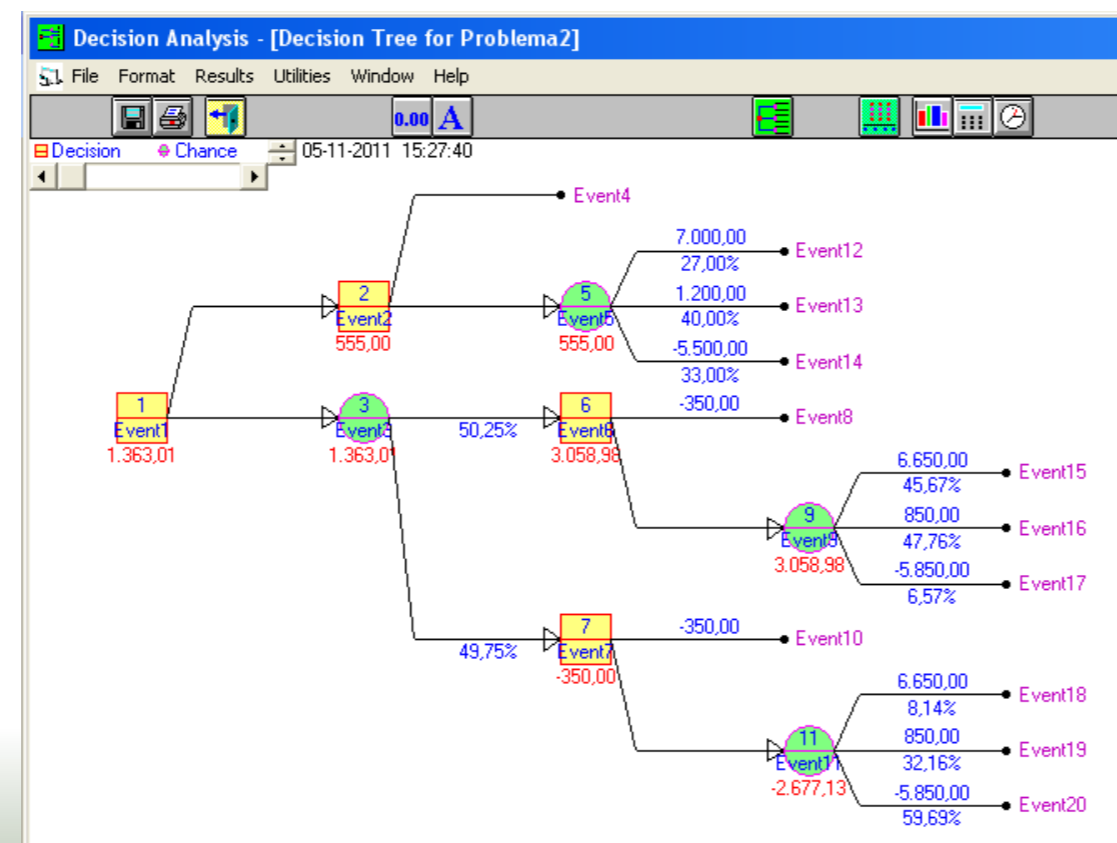 Decision Analysis - [Decision Tree for Problema2]
File Format Results Utilities Window Help
0.00 A
Decision Chance 05-11-2011 15:27:40
Event4
7.000,00
27,00%
Event12
2
Event2
555,00
5
Event5
555,00
1.200,00
40,00%
Event13
-5.500,00
33,00%
Event14
1
Event1
1.363,01
3
Event3
1.363,01
50,25%
6
Event6
3.058,98
-350,00
Event8
6.650,00
45,67%
Event15
9
Event9
3.058,98
850,00
47,76%
Event16
-5.850,00
6,57%
Event17
49,75%
7
Event7
-350,00
-350,00
Event10
6.650,00
8,14%
Event18
11
Event11
-2.677,13
850,00
32,16%
Event19
-5.850,00
59,69%
Event20